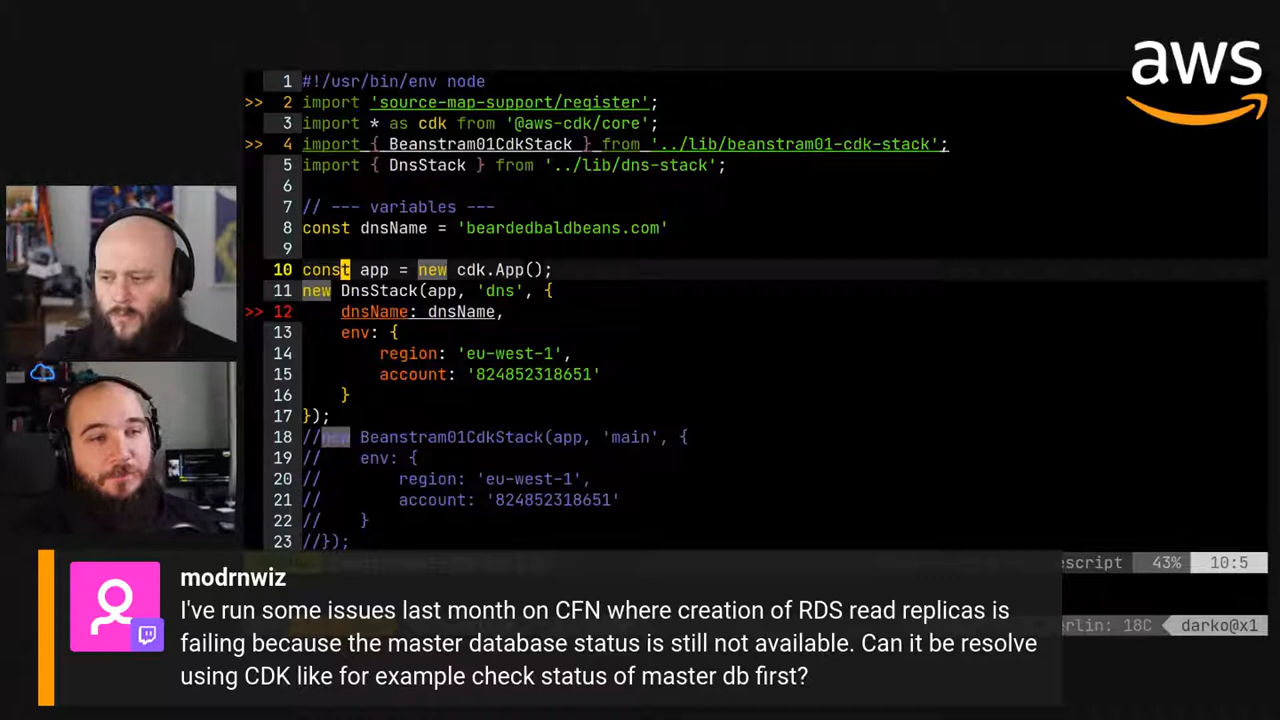 aws
1 #!/usr/bin/env node
>> 2 import 'source-map-support/register';
3 import * as cdk from '@aws-cdk/core';
>> 4 import { Beanstram01CdkStack } from '../lib/beanstram01-cdk-stack';
5 import { DnsStack } from '../lib/dns-stack';
6
7 // --- variables ---
8 const dnsName = 'beardedbaldbeans.com'
9
10 const app = new cdk.App();
11 new DnsStack(app, 'dns', {
>> 12 dnsName: dnsName,
13 env: {
14 region: 'eu-west-1',
15 account: '824852318651'
16 }
17 });
18 //new Beanstram01CdkStack(app, 'main', {
19 // env: {
20 // region: 'eu-west-1',
21 // account: '824852318651'
22 // }
23 //});
escript 43% 10:5
erlin: 18C darko@x1
modrnwiz
I've run some issues last month on CFN where creation of RDS read replicas is
failing because the master database status is still not available. Can it be resolve
using CDK like for example check status of master db first?